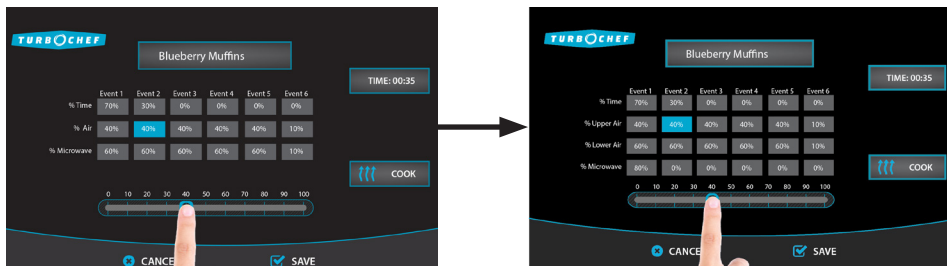 TURBOCHEF
Blueberry Muffins
TIME: 00:35
Event 1 Event 2 Event 3 Event 4 Event 5 Event 6
% Time 70% 30% 0% 0% 0% 0%
% Air 40% 40% 40% 40% 40% 10%
% Microwave 60% 60% 60% 60% 60% 10%
COOK
0 10 20 30 40 50 60 70 80 90 100
CANCE
SAVE
TURBOCHEF
Blueberry Muffins
TIME: 00:35
Event 1 Event 2 Event 3 Event 4 Event 5 Event 6
% Time 70% 30% 0% 0% 0% 0%
% Upper Air 40% 40% 40% 40% 40% 10%
% Lower Air 60% 60% 60% 60% 60% 10%
% Microwave 80% 0% 0% 0% 0% 0%
COOK
0 10 20 30 40 50 60 70 80 90 100
CANCE
SAVE